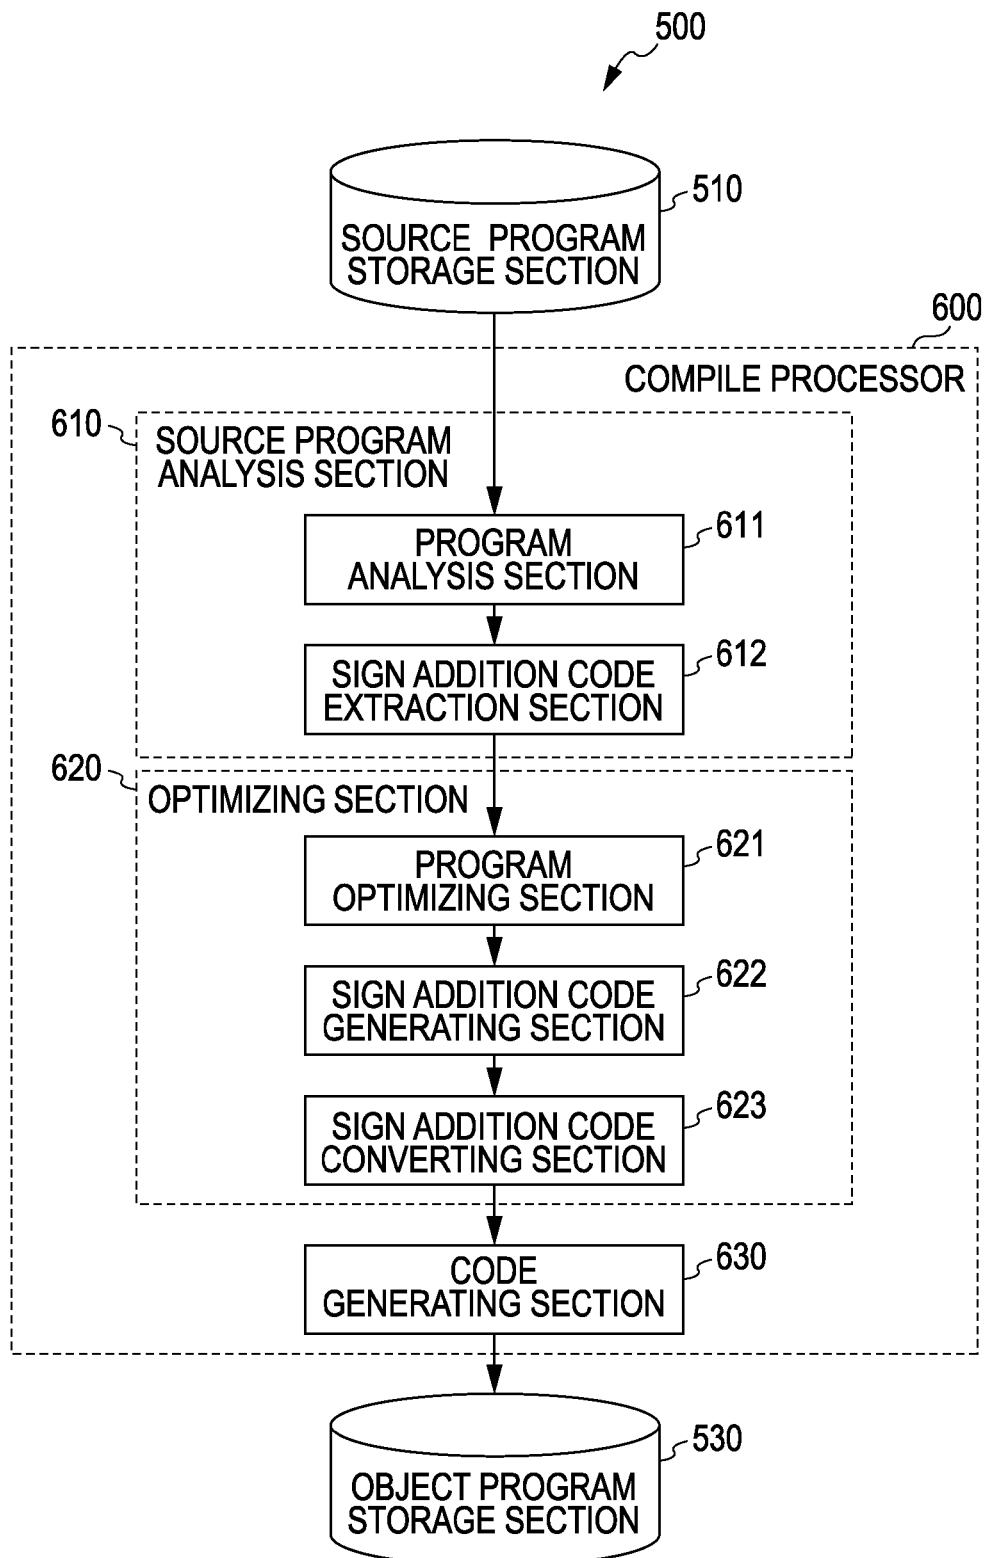 500
510
SOURCE PROGRAM
STORAGE SECTION
600
COMPILE PROCESSOR
610
SOURCE PROGRAM
ANALYSIS SECTION
611
PROGRAM
ANALYSIS SECTION
612
SIGN ADDITION CODE
EXTRACTION SECTION
620
OPTIMIZING SECTION
621
PROGRAM
OPTIMIZING SECTION
622
SIGN ADDITION CODE
GENERATING SECTION
623
SIGN ADDITION CODE
CONVERTING SECTION
630
CODE
GENERATING SECTION
530
OBJECT PROGRAM
STORAGE SECTION